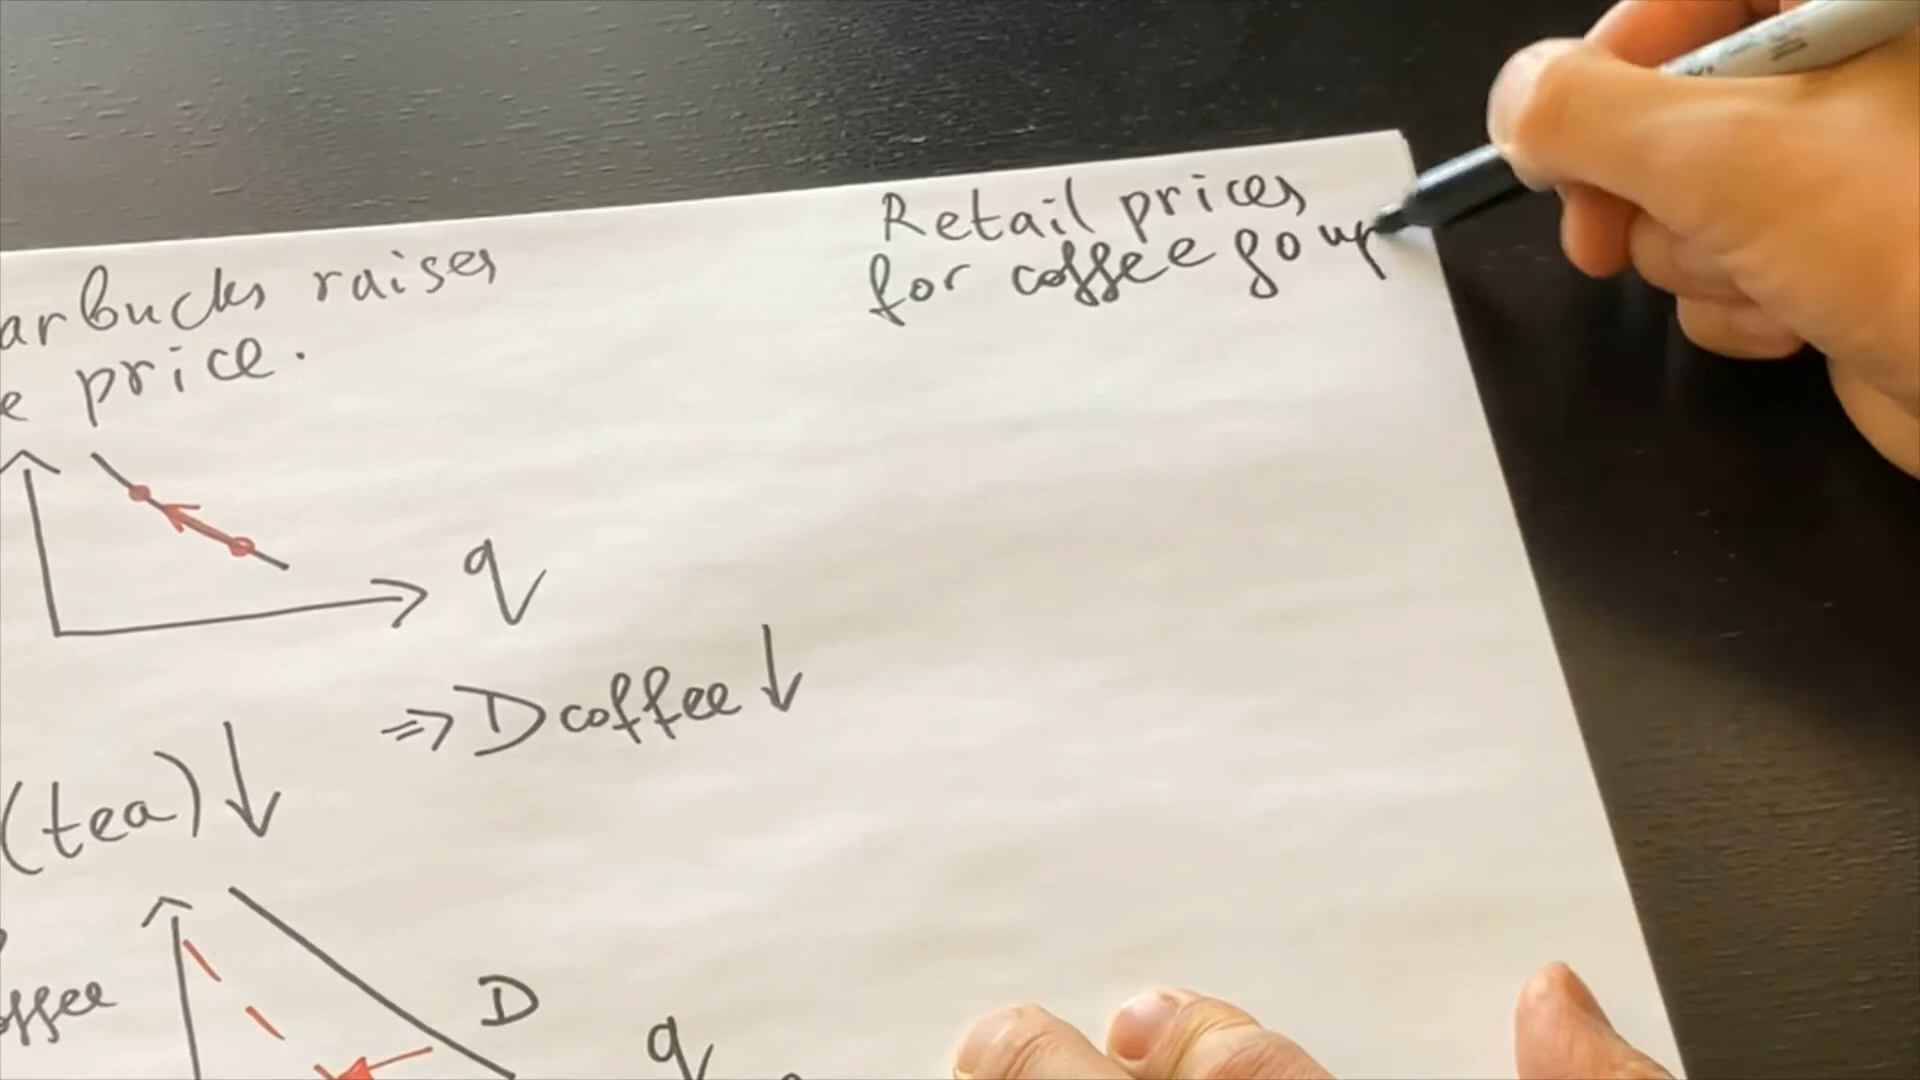 arbucks raises
e price.
q
⇒ D coffee ↓
(tea) ↓
offee
D
q
Retail prices
for coffee go up